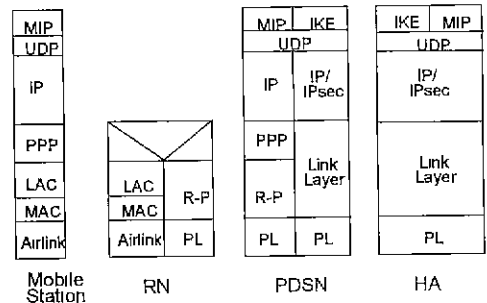 MIP
UDP
IP
PPP
LAC
MAC
Airlink
Mobile
Station
LAC
MAC
Airlink
R-P
PL
RN
MIP IKE
UDP
IP
IP/
IPsec
PPP
R-P
Link
Layer
PL PL
PDSN
IKE MIP
UDP
IP/
IPsec
Link
Layer
PL
HA